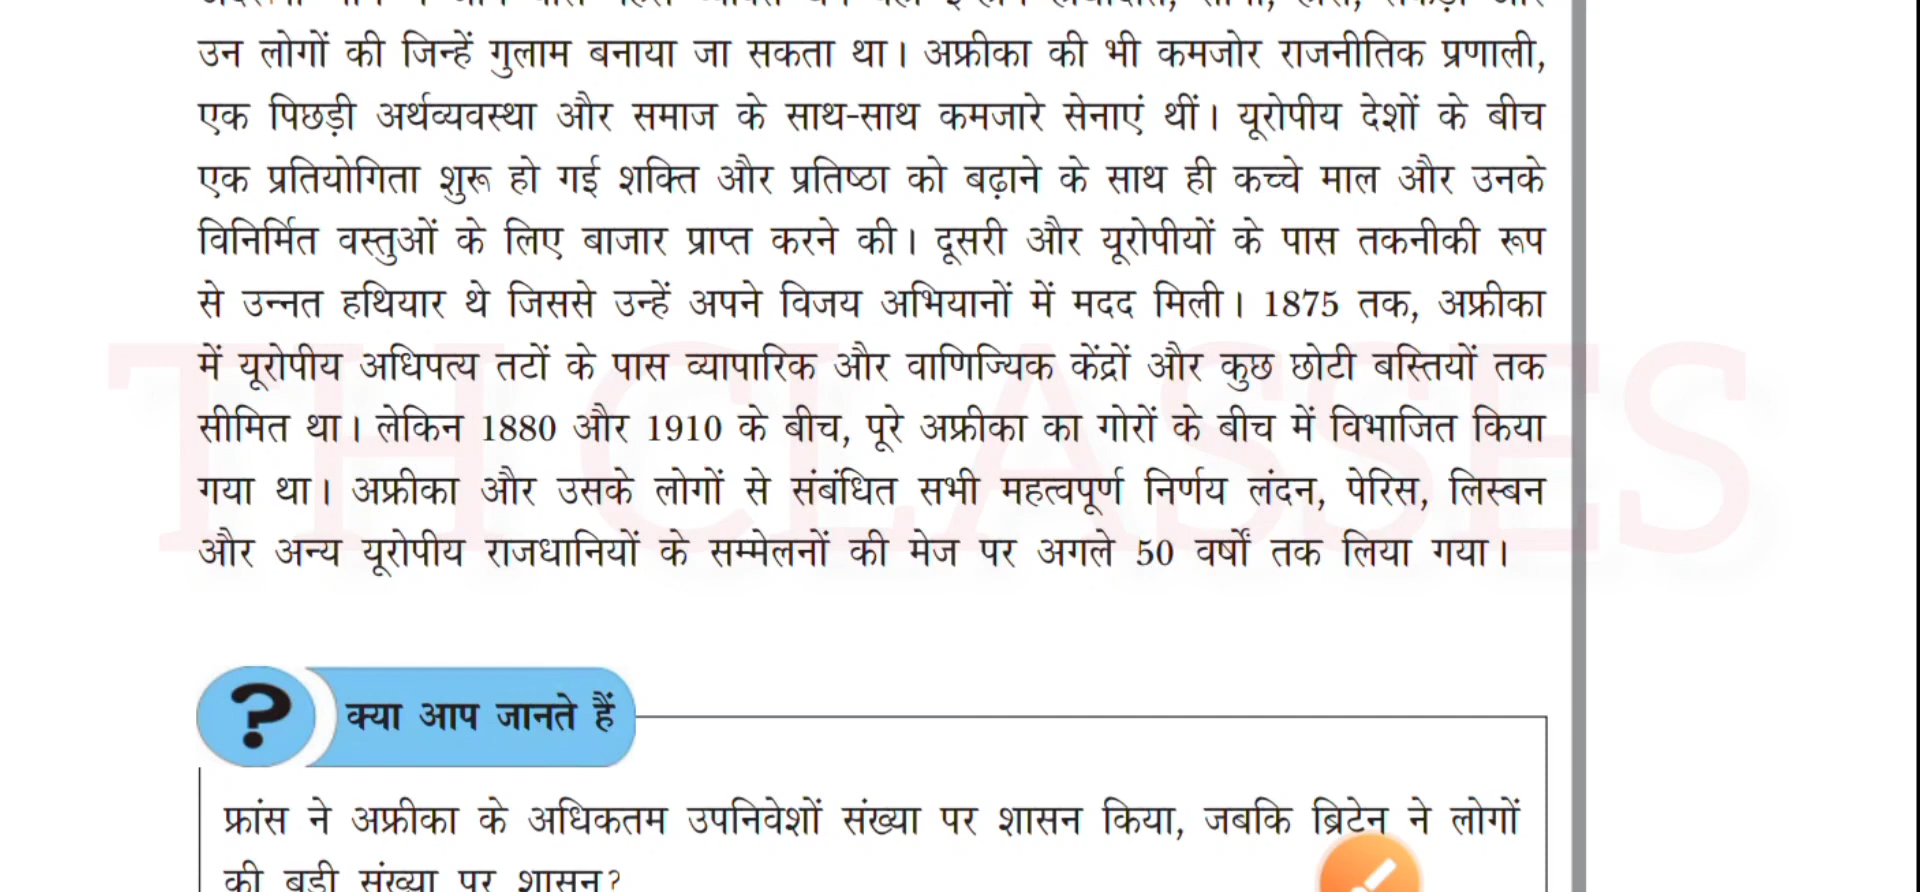 उन लोगों की जिन्हें गुलाम बनाया जा सकता था। अफ्रीका की भी कमजोर राजनीतिक प्रणाली,
एक पिछड़ी अर्थव्यवस्था और समाज के साथ-साथ कमजारे सेनाएं थीं। यूरोपीय देशों के बीच
एक प्रतियोगिता शुरू हो गई शक्ति और प्रतिष्ठा को बढ़ाने के साथ ही कच्चे माल और उनके
विनिर्मित वस्तुओं के लिए बाजार प्राप्त करने की। दूसरी और यूरोपीयों के पास तकनीकी रूप
से उन्नत हथियार थे जिससे उन्हें अपने विजय अभियानों में मदद मिली। 1875 तक, अफ्रीका
में यूरोपीय अधिपत्य तटों के पास व्यापारिक और वाणिज्यिक केंद्रों और कुछ छोटी बस्तियों तक
सीमित था। लेकिन 1880 और 1910 के बीच, पूरे अफ्रीका का गोरों के बीच में विभाजित किया
गया था। अफ्रीका और उसके लोगों से संबंधित सभी महत्वपूर्ण निर्णय लंदन, पेरिस, लिस्बन
और अन्य यूरोपीय राजधानियों के सम्मेलनों की मेज पर अगले 50 वर्षों तक लिया गया।
TH CLASSES
? क्या आप जानते हैं
फ्रांस ने अफ्रीका के अधिकतम उपनिवेशों संख्या पर शासन किया, जबकि ब्रिटेन ने लोगों
की बड़ी संख्या पर शासन?